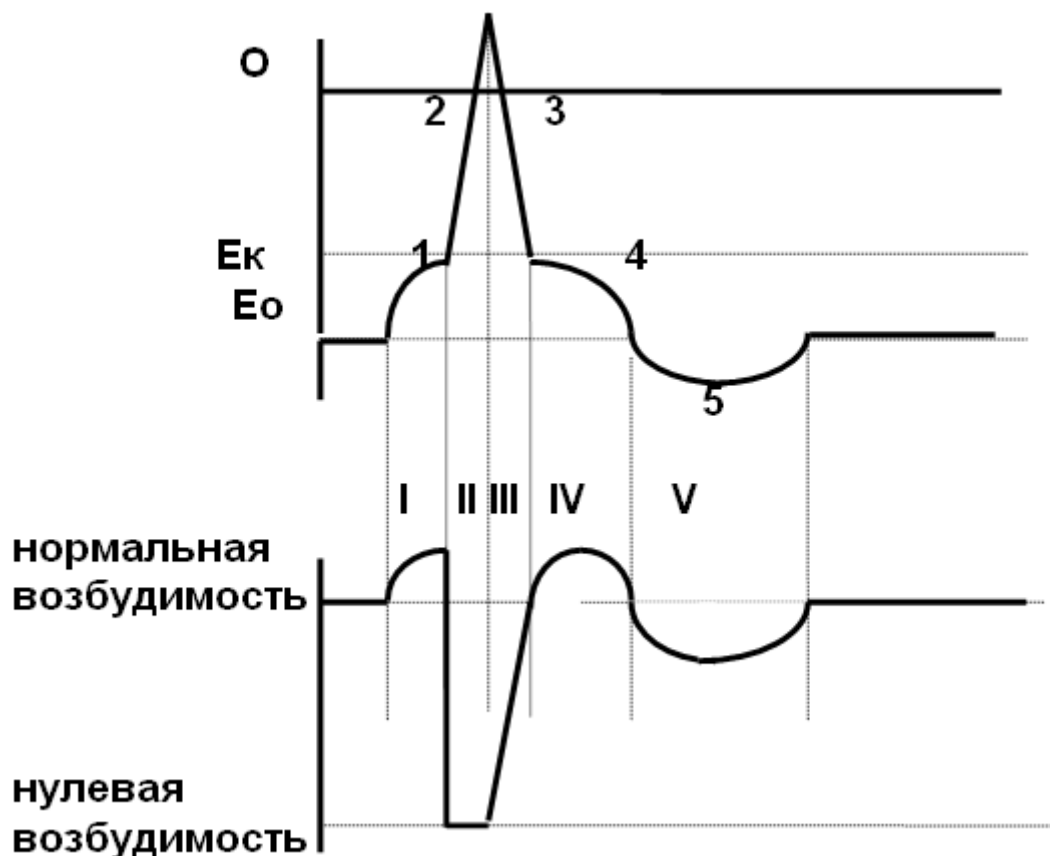 О
2 3
Ек 1 4
Ео
5
I II III IV V
нормальная
возбудимость
нулевая
возбудимость